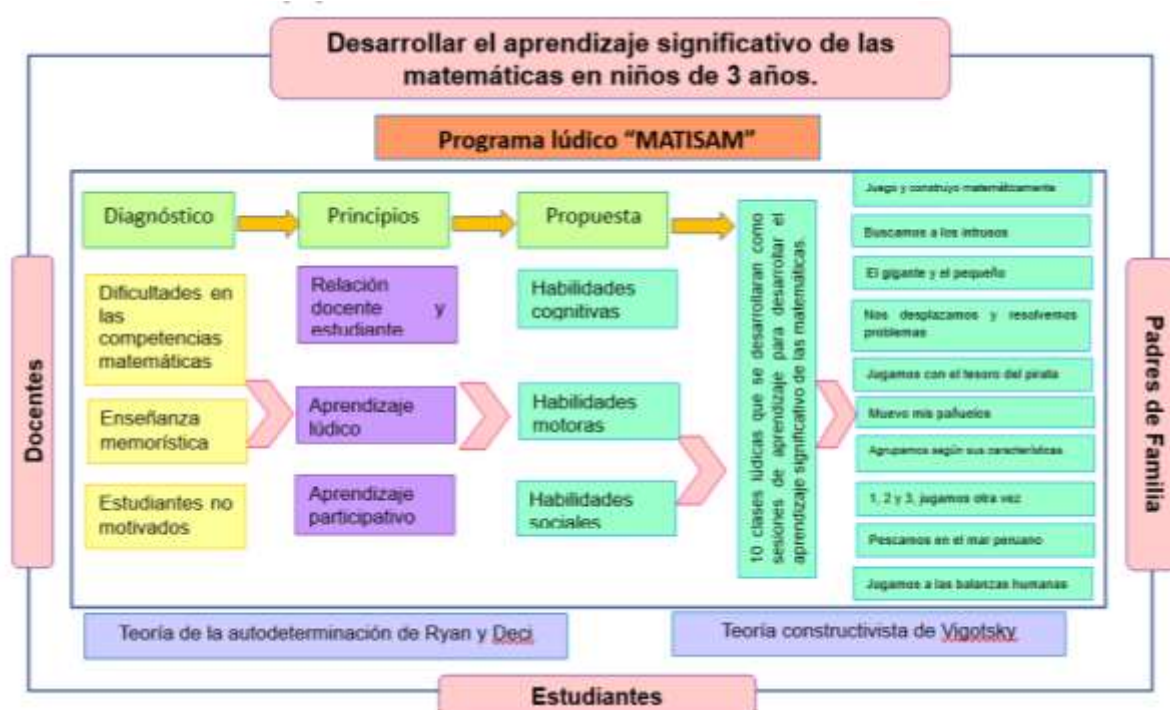 Desarrollar el aprendizaje significativo de las
matemáticas en niños de 3 años.
Programa lúdico “MATISAM”
Diagnóstico
Principios
Propuesta
Dificultades en
las
competencias
matemáticas
Enseñanza
memorística
Estudiantes no
motivados
Relación
docente y
estudiante
Aprendizaje
lúdico
Aprendizaje
participativo
Habilidades
cognitivas
Habilidades
motoras
Habilidades
sociales
10 clases lúdicas que se desarrollaran como
sesiones de aprendizaje para desarrollar el
aprendizaje significativo de las matemáticas.
Juego y construyo matemáticamente
Buscamos a los intrusos
El gigante y el pequeño
Nos desplazamos y resolvemos
problemas
Jugamos con el tesoro del pirata
Muevo mis pañuelos
Agrupamos según sus características
1, 2 y 3, jugamos otra vez
Pescamos en el mar peruano
Jugamos a las balanzas humanas
Docentes
Padres de Familia
Teoría de la autodeterminación de Ryan y Deci
Teoría constructivista de Vigotsky
Estudiantes